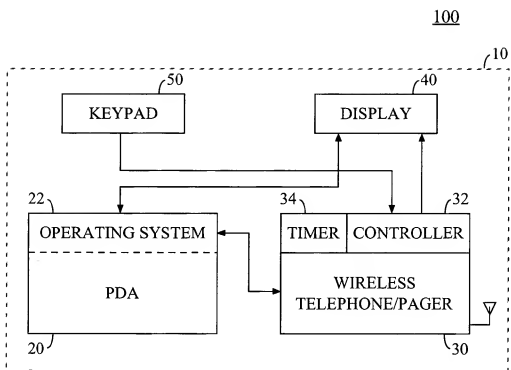 100
10
50
KEYPAD
40
DISPLAY
22
OPERATING SYSTEM
PDA
20
34
TIMER
32
CONTROLLER
WIRELESS
TELEPHONE/PAGER
30